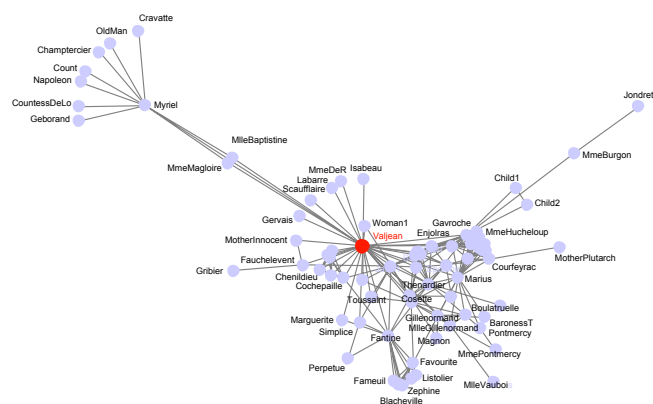 Cravatte
OldMan
Champtercier
Count
Napoleon
CountessDeLo
Geborand
Myriel
Jondret
MlleBaptistine
MmeMagloire
MmeBurgon
MmeDeR
Isabeau
Labarre
Scaufflaire
Child1
Child2
Gervais
Woman1
Valjean
Gavroche
Enjolras
MmeHucheloup
MotherInnocent
MotherPlutarch
Fauchelevent
Courfeyrac
Gribier
Chenildieu
Cochepaille
Marius
Thenardier
Toussaint
Cosette
Boulatruelle
Gillenormand
BaronessT
Marguerite
MlleGillenormand
Pontmercy
Simplice
Fantine
Magnon
MmePontmercy
Perpetue
Favourite
Fameuil
Listolier
MlleVaubois
Zephine
Blacheville